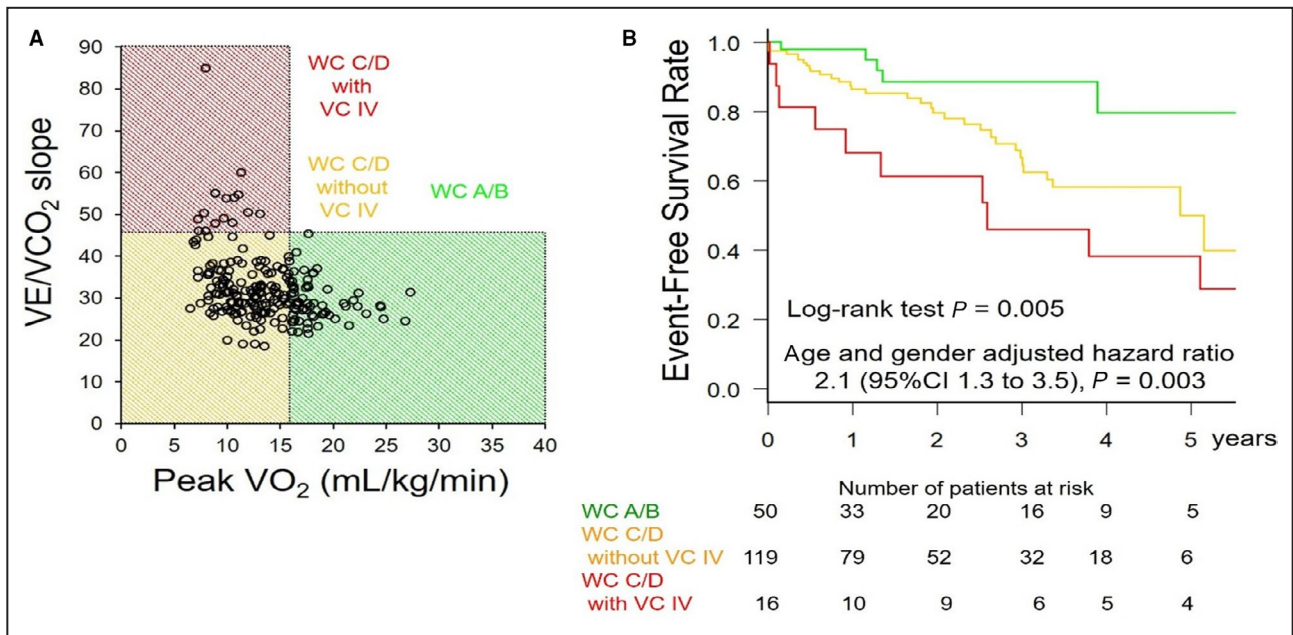 A
90
80
70
60
50
40
30
20
10
0
VE/VCO2 slope
WC C/D
with
VC IV
WC C/D
without
VC IV
WC A/B
0 5 10 15 20 25 30 35 40
Peak VO2 (mL/kg/min)
B
1.0
0.8
0.6
0.4
0.2
0.0
Event-Free Survival Rate
Log-rank test P = 0.005
Age and gender adjusted hazard ratio
2.1 (95%CI 1.3 to 3.5), P = 0.003
0 1 2 3 4 5 years
Number of patients at risk
WC A/B 50 33 20 16 9 5
WC C/D
without VC IV 119 79 52 32 18 6
WC C/D
with VC IV 16 10 9 6 5 4